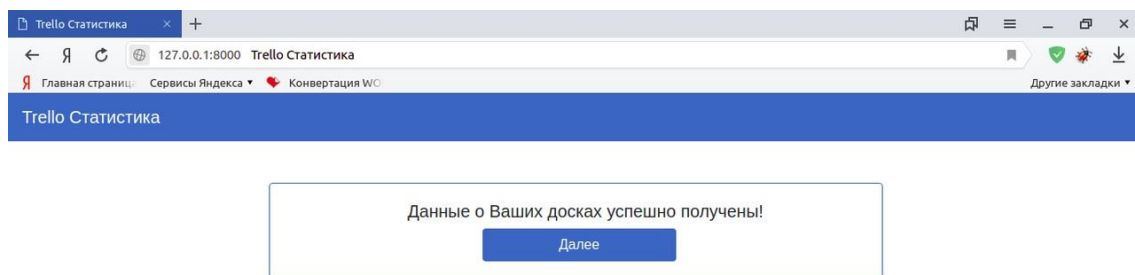 Trello Статистика
Я 127.0.0.1:8000 Trello Статистика
Я Главная страниц Сервисы Яндекса Конвертация WO Другие закладки
Trello Статистика
Данные о Ваших досках успешно получены!
Далее